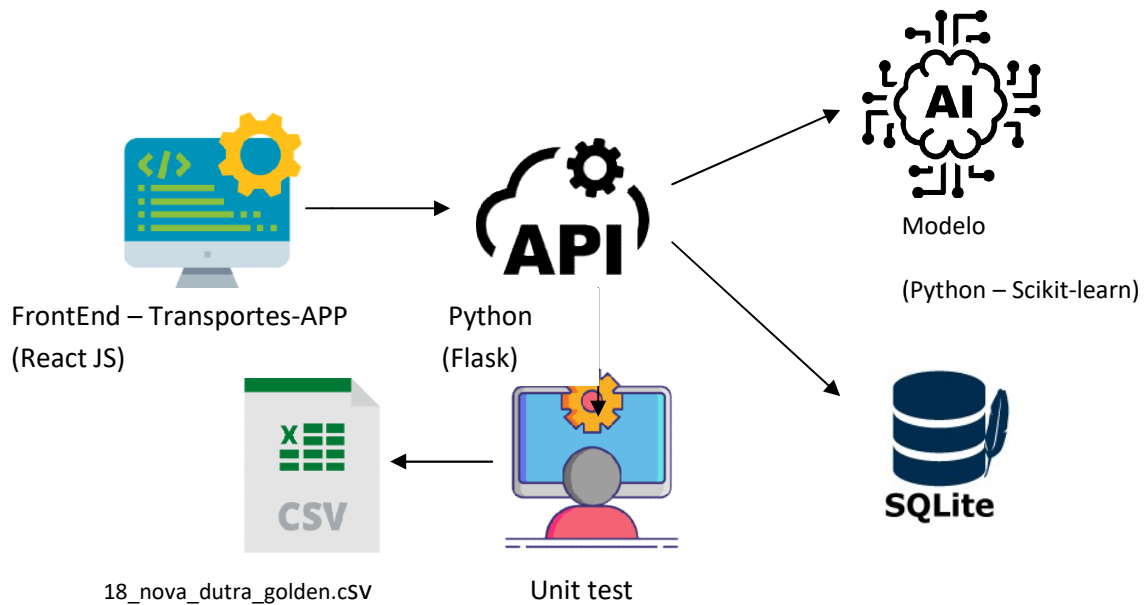 AI
Modelo
(Python – Scikit-learn)
</>
API
FrontEnd – Transportes-APP
(React JS)
Python
(Flask)
X
CSV
SQLite
18_nova_dutra_golden.csv
Unit test